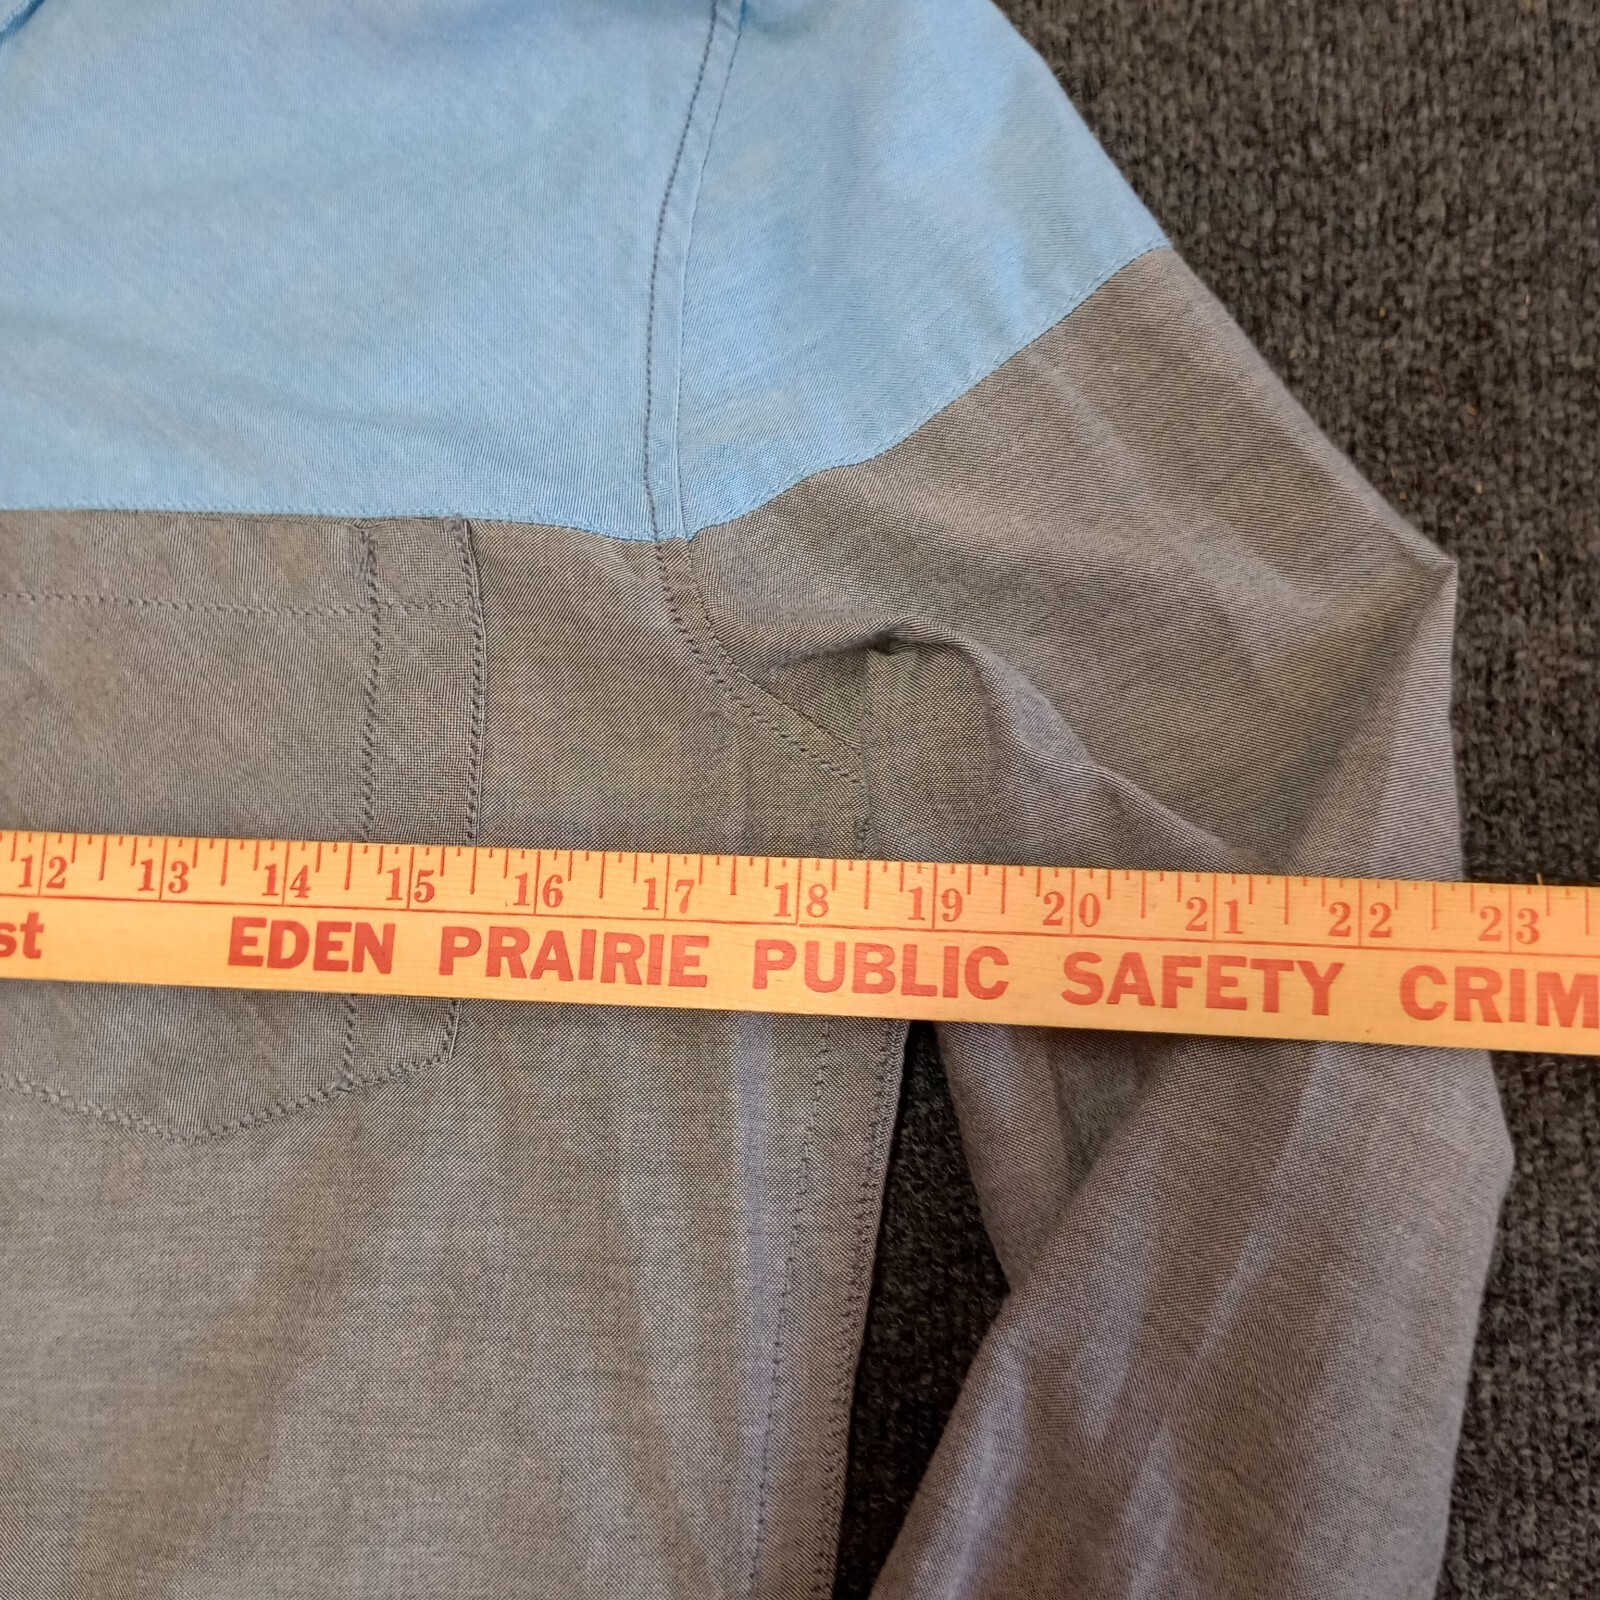 12 13 14 15 16 17 18 19 20 21 22 23
st EDEN PRAIRIE PUBLIC SAFETY CRIM